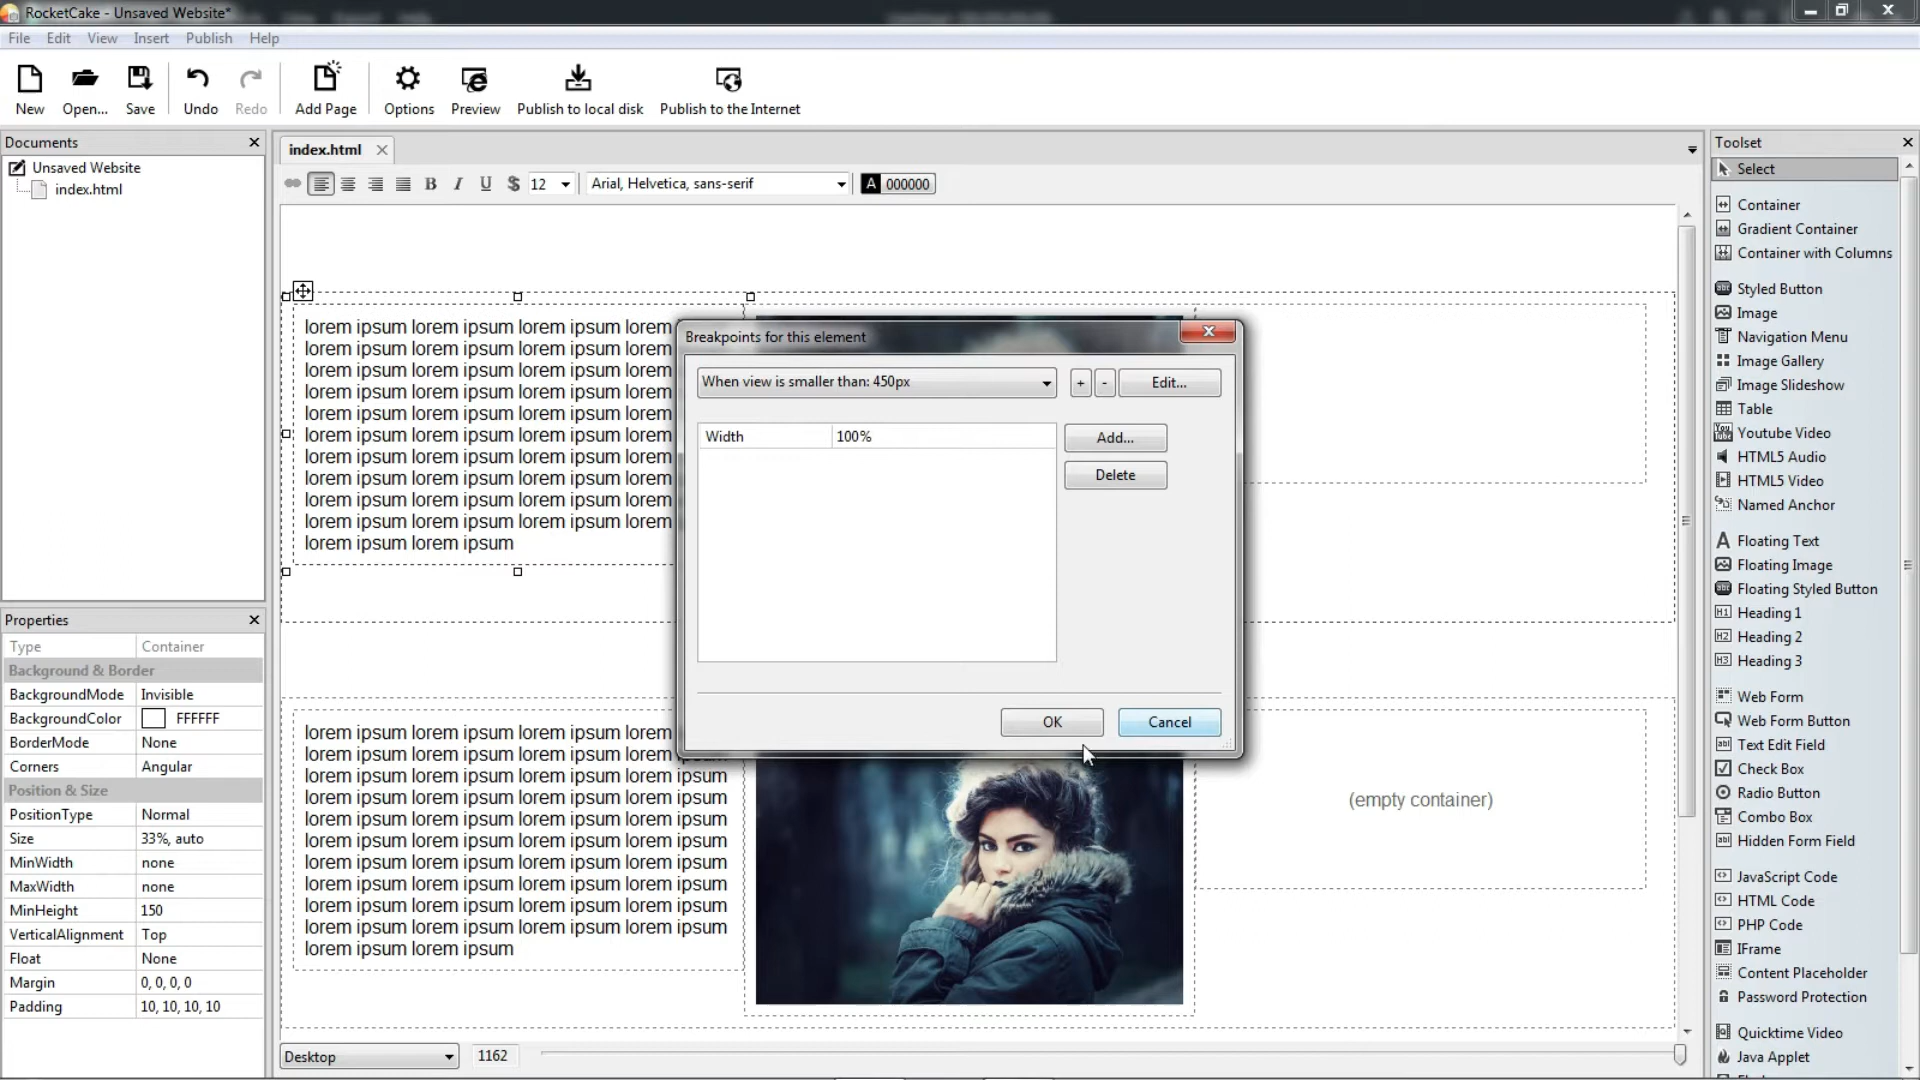 RocketCake - Unsaved Website*
File Edit View Insert Publish Help
New Open... Save Undo Redo Add Page Options Preview Publish to local disk Publish to the Internet
Documents
Unsaved Website
index.html
index.html
B I U $ 12 Arial, Helvetica, sans-serif A 000000
lorem ipsum lorem ipsum lorem ipsum lorem
lorem ipsum lorem ipsum lorem ipsum lorem
lorem ipsum lorem ipsum lorem ipsum lorem
lorem ipsum lorem ipsum lorem ipsum lorem
lorem ipsum lorem ipsum lorem ipsum lorem
lorem ipsum lorem ipsum lorem ipsum lorem
lorem ipsum lorem ipsum lorem ipsum lorem
lorem ipsum lorem ipsum lorem ipsum lorem
lorem ipsum lorem ipsum lorem ipsum lorem
lorem ipsum lorem ipsum lorem ipsum lorem
lorem ipsum lorem ipsum
Breakpoints for this element
When view is smaller than: 450px
+ - Edit...
Width 100%
Add...
Delete
OK Cancel
lorem ipsum lorem ipsum lorem ipsum lorem
lorem ipsum lorem ipsum lorem ipsum lorem ipsum
lorem ipsum lorem ipsum lorem ipsum lorem ipsum
lorem ipsum lorem ipsum lorem ipsum lorem ipsum
lorem ipsum lorem ipsum lorem ipsum lorem ipsum
lorem ipsum lorem ipsum lorem ipsum lorem ipsum
lorem ipsum lorem ipsum lorem ipsum lorem ipsum
lorem ipsum lorem ipsum lorem ipsum lorem ipsum
lorem ipsum lorem ipsum lorem ipsum lorem ipsum
lorem ipsum lorem ipsum lorem ipsum lorem ipsum
lorem ipsum lorem ipsum
(empty container)
Desktop 1162
Properties
Type Container
Background & Border
BackgroundMode Invisible
BackgroundColor FFFFFF
BorderMode None
Corners Angular
Position & Size
PositionType Normal
Size 33%, auto
MinWidth none
MaxWidth none
MinHeight 150
VerticalAlignment Top
Float None
Margin 0, 0, 0, 0
Padding 10, 10, 10, 10
Toolset
Select
Container
Gradient Container
Container with Columns
Styled Button
Image
Navigation Menu
Image Gallery
Image Slideshow
Table
Youtube Video
HTML5 Audio
HTML5 Video
Named Anchor
Floating Text
Floating Image
Floating Styled Button
Heading 1
Heading 2
Heading 3
Web Form
Web Form Button
Text Edit Field
Check Box
Radio Button
Combo Box
Hidden Form Field
JavaScript Code
HTML Code
PHP Code
IFrame
Content Placeholder
Password Protection
Quicktime Video
Java Applet